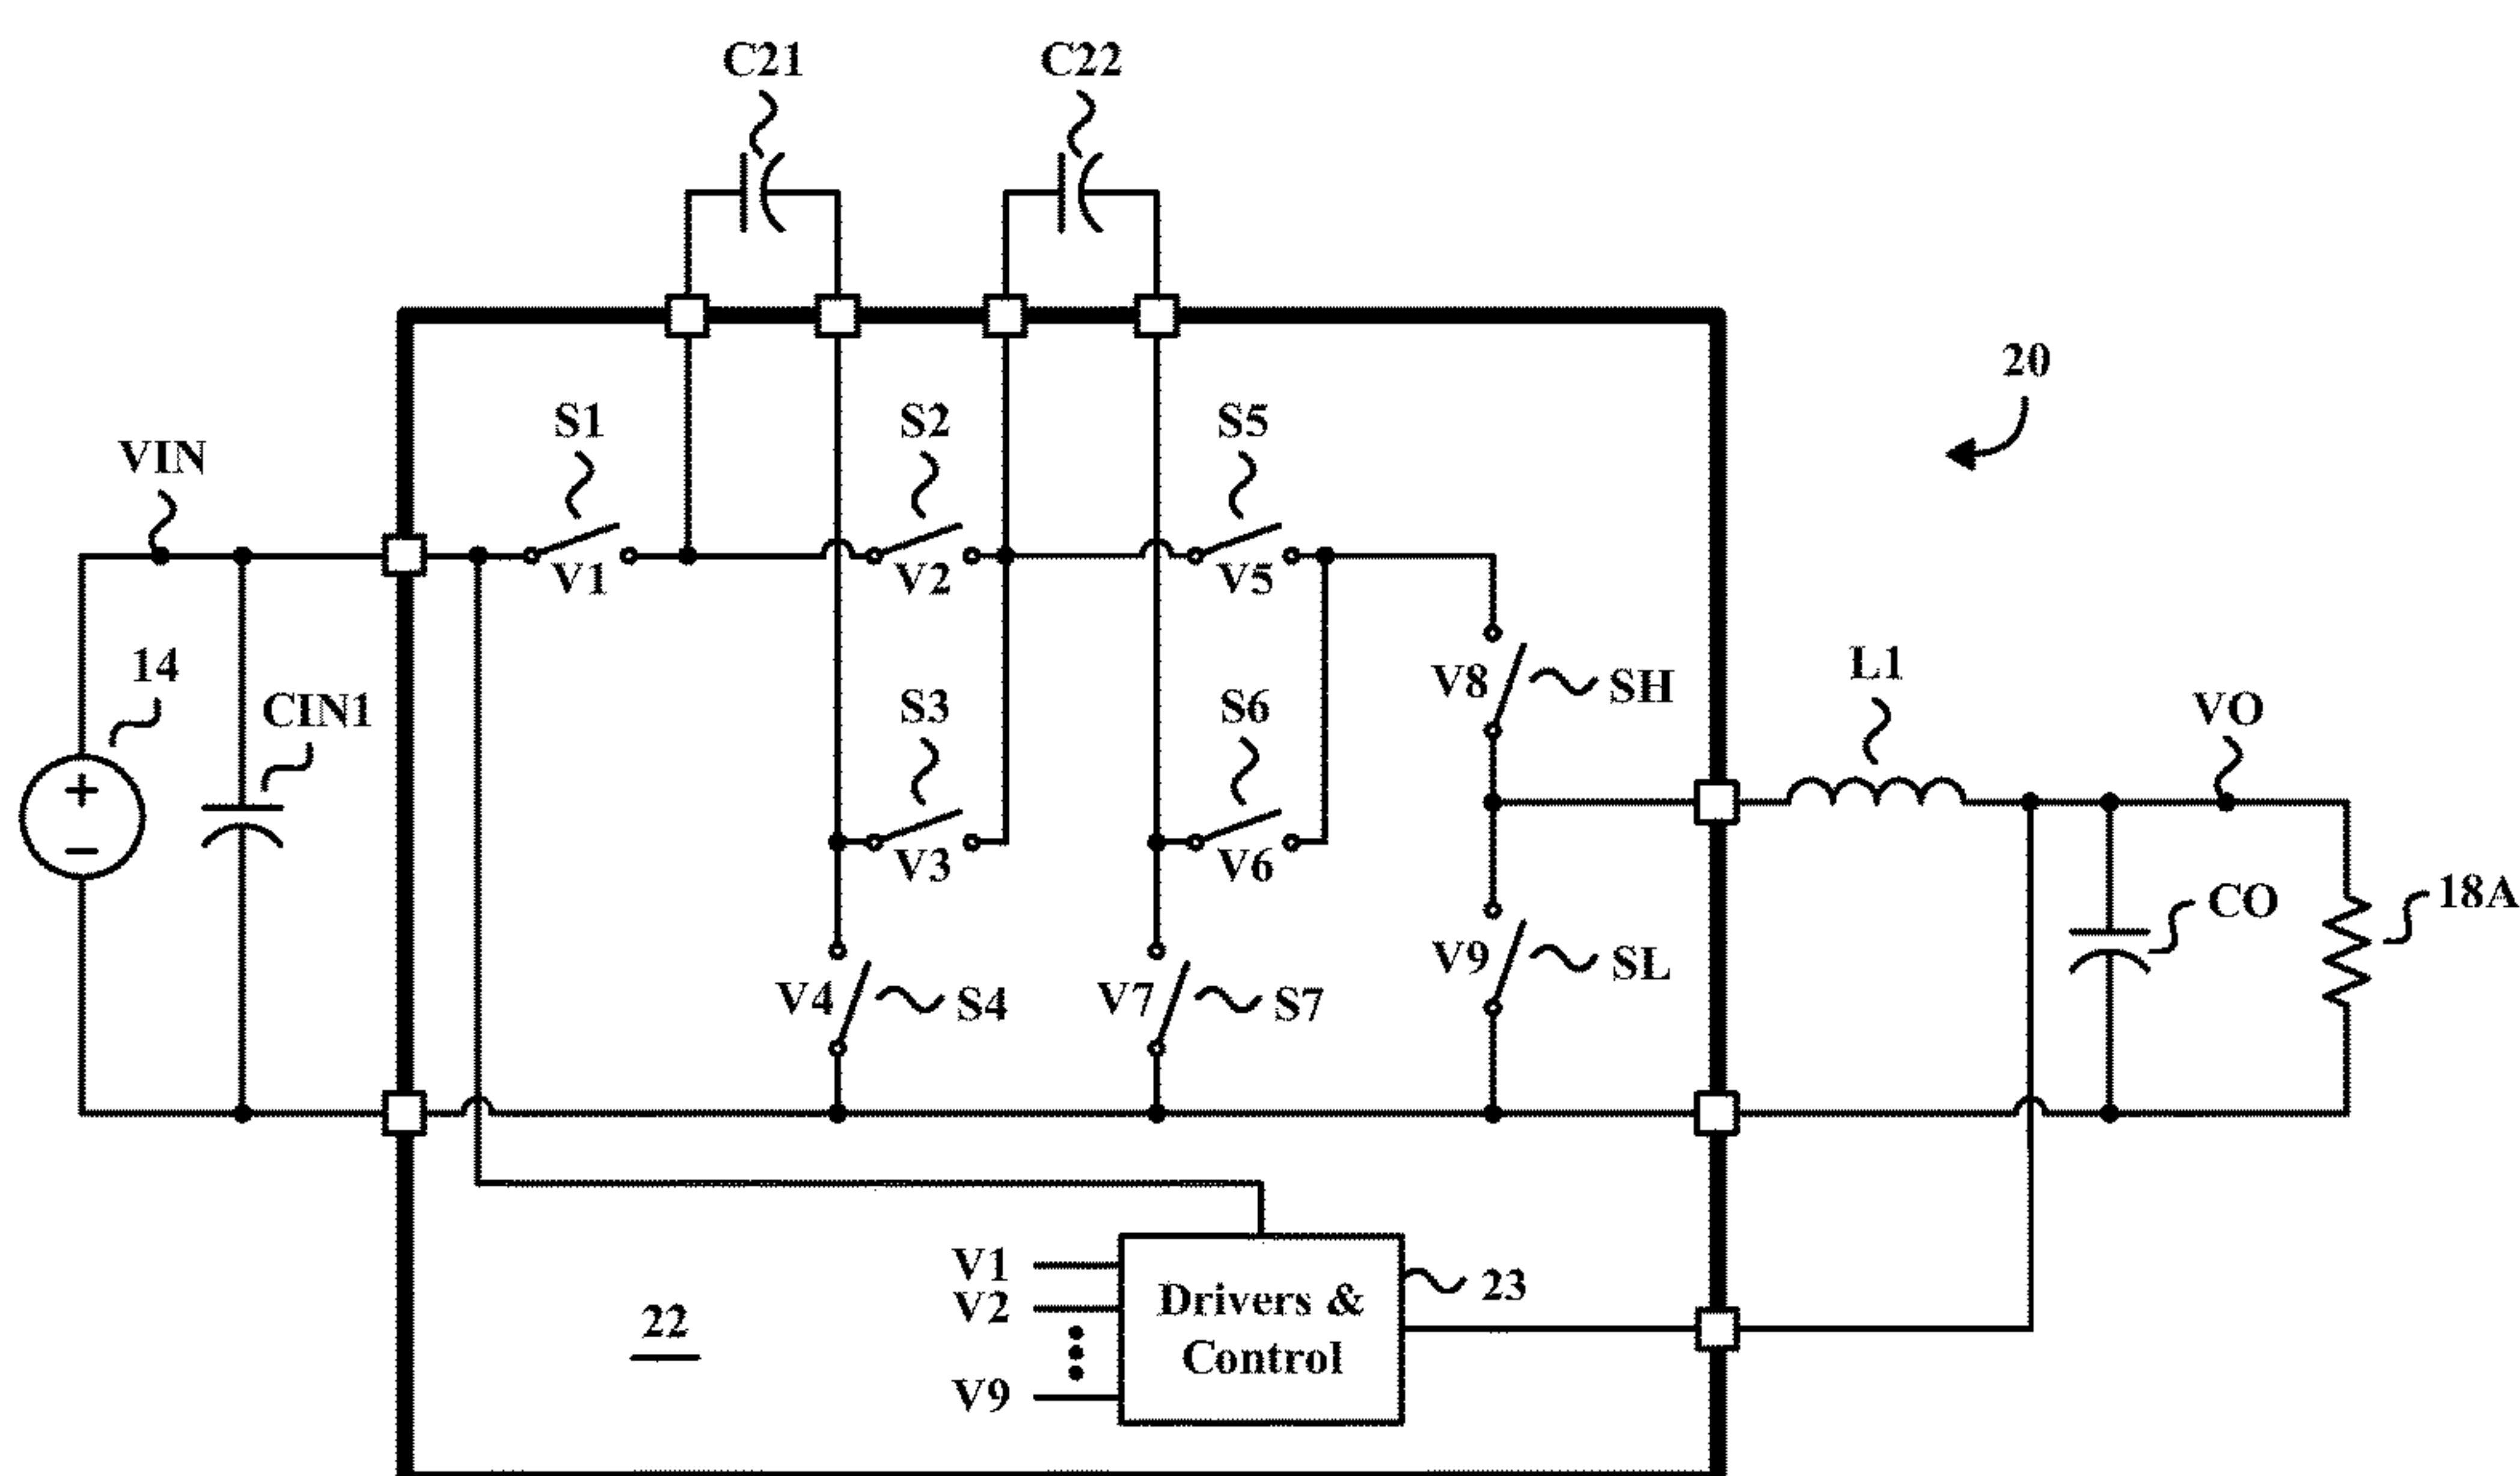 C21 C22
20
S1 S2 S5
VIN
V1 V2 V5
14
CIN1
S3 S6
V8 SH
L1
VO
+
−
V3 V6
18A
CO
V9 SL
V4 S4 V7 S7
V1
V2
V9
Drivers &
Control
23
22